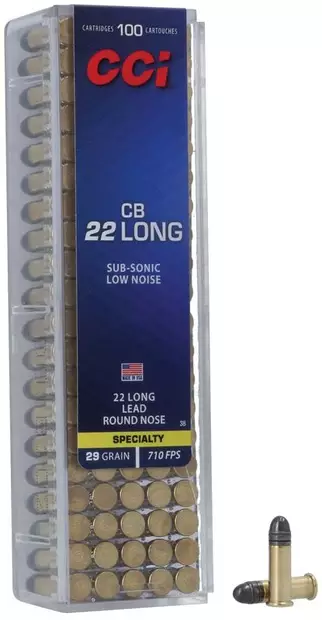 CARTRIDGES 100 CARTOUCHES
CCi
CB
22 LONG
SUB-SONIC
LOW NOISE
22 LONG
LEAD
ROUND NOSE
38
SPECIALTY
29 GRAIN 710 FPS